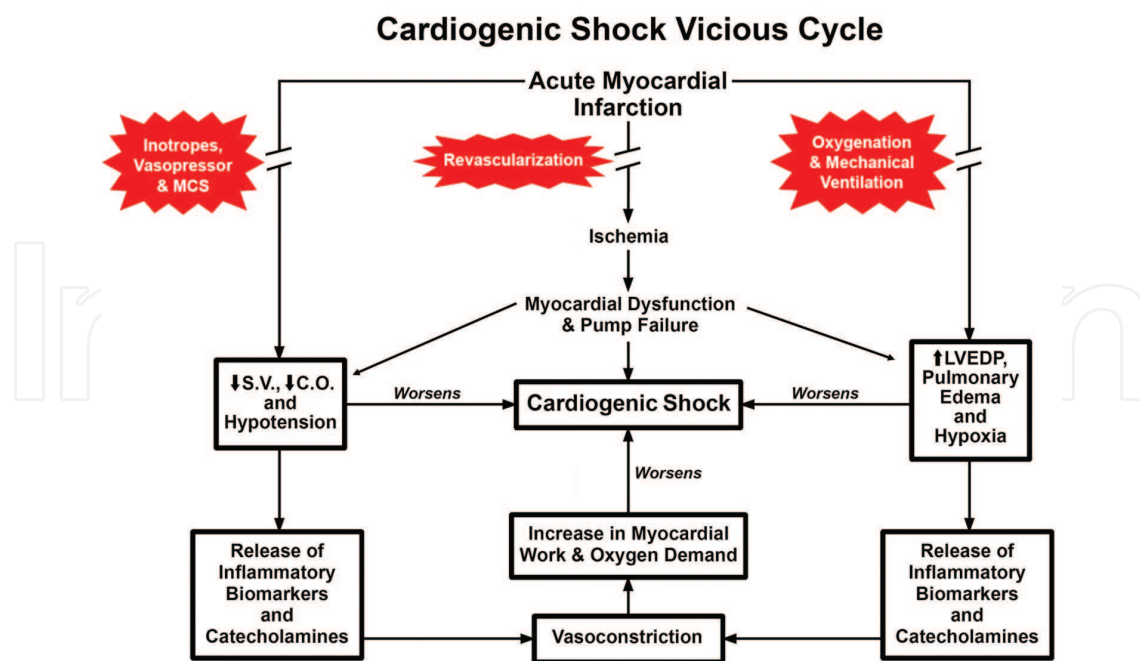 Cardiogenic Shock Vicious Cycle
Acute Myocardial
Infarction
Inotropes,
Vasopressor
& MCS
Revascularization
Oxygenation
& Mechanical
Ventilation
Ischemia
Myocardial Dysfunction
& Pump Failure
⬇S.V., ⬇C.O.
and
Hypotension
Worsens
Cardiogenic Shock
Worsens
⬆LVEDP,
Pulmonary
Edema
and
Hypoxia
Worsens
Release of
Inflammatory
Biomarkers
and
Catecholamines
Increase in Myocardial
Work & Oxygen Demand
Release of
Inflammatory
Biomarkers
and
Catecholamines
Vasoconstriction